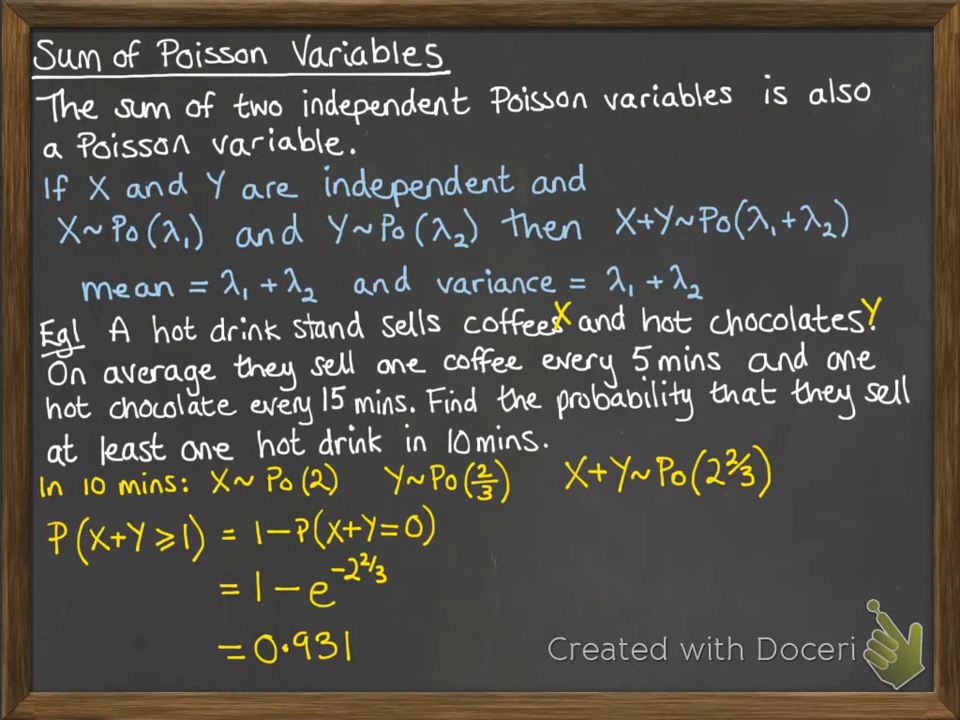 Sum of Poisson Variables
The sum of two independent Poisson variables is also
a Poisson variable.
If X and Y are independent and
X~Po(λ₁) and Y~Po(λ₂) then X+Y~Po(λ₁+λ₂)
mean = λ₁+λ₂ and variance = λ₁+λ₂
Eg1 A hot drink stand sells coffees X and hot chocolates. Y
On average they sell one coffee every 5 mins and one
hot chocolate every 15 mins. Find the probability that they sell
at least one hot drink in 10 mins.
In 10 mins: X~Po(2) Y~Po(2/3) X+Y~Po(2 2/3)
P(X+Y⩾1) = 1-P(X+Y=0)
= 1-e^(-2 2/3)
= 0·931
Created with Doceri